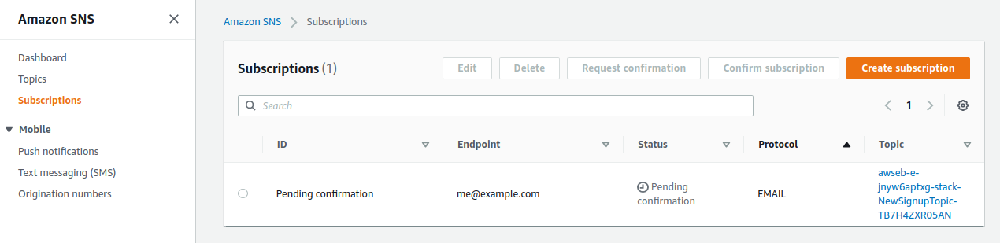 Amazon SNS
Dashboard
Topics
Subscriptions
Mobile
Push notifications
Text messaging (SMS)
Origination numbers
Amazon SNS
Subscriptions
Subscriptions (1)
Edit
Delete
Request confirmation
Confirm subscription
Create subscription
Search
1
ID
Endpoint
Status
Protocol
Topic
Pending confirmation
me@example.com
Pending
confirmation
EMAIL
awseb-e-
jnyw6aptxg-stack-
NewSignupTopic-
TB7H4ZXR05AN